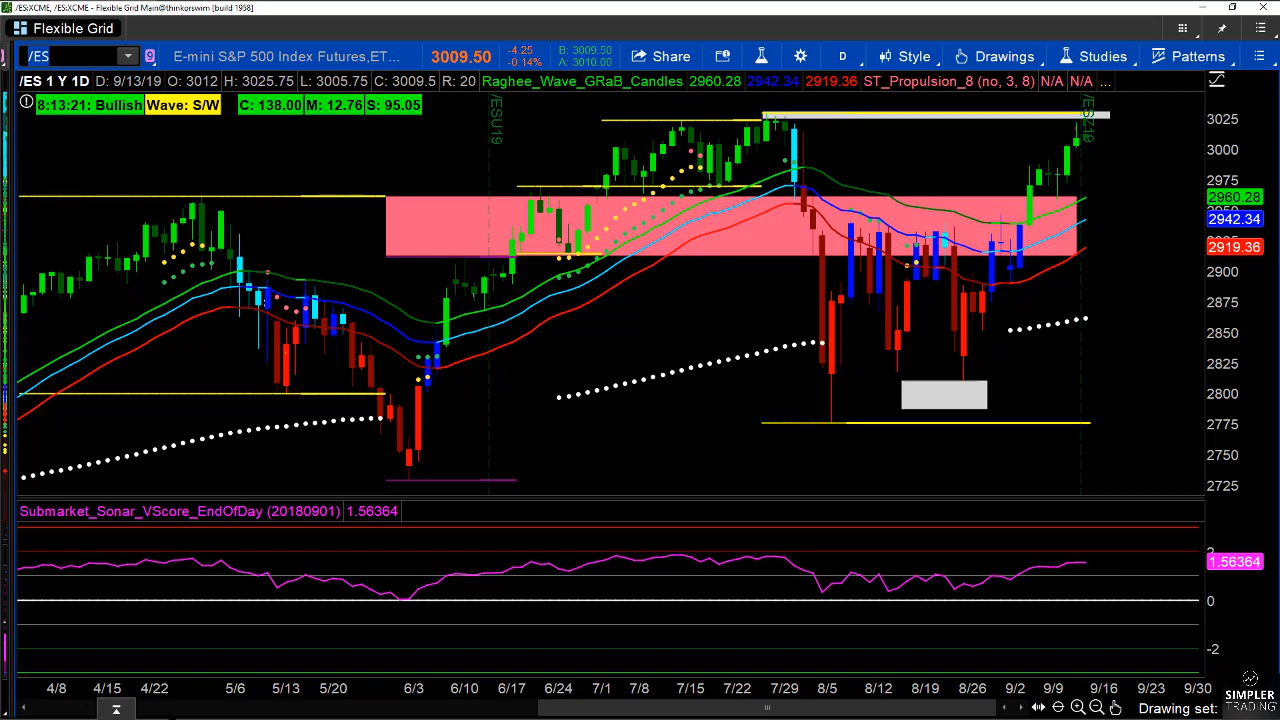 /ES:XCME, /ES:XCME - Flexible Grid Main@thinkorswim [build 1958]
Flexible Grid
/ES 9 E-mini S&P 500 Index Futures,ET... 3009.50 -4.25 -0.14% B: 3009.50 A: 3010.00 Share D Style Drawings Studies Patterns
/ES 1 Y 1D D: 9/13/19 O: 3012 H: 3025.75 L: 3005.75 C: 3009.5 R: 20 Raghee_Wave_GRaB_Candles 2960.28 2942.34 2919.36 ST_Propulsion_8 (no, 3, 8) N/A N/A ...
8:13:21: Bullish Wave: S/W C: 138.00 M: 12.76 S: 95.05
/ESU19
/ESZ19
3025
3000
2975
2960.28
2942.34
2919.36
2900
2875
2850
2825
2800
2775
2750
2725
Submarket_Sonar_VScore_EndOfDay (20180901) 1.56364
2
1.56364
0
-2
4/8 4/15 4/22 5/6 5/13 5/20 6/3 6/10 6/17 6/24 7/1 7/8 7/15 7/22 7/29 8/5 8/12 8/19 8/26 9/2 9/9 9/16 9/23 9/30
Drawing set:
SIMPLER
TRADING